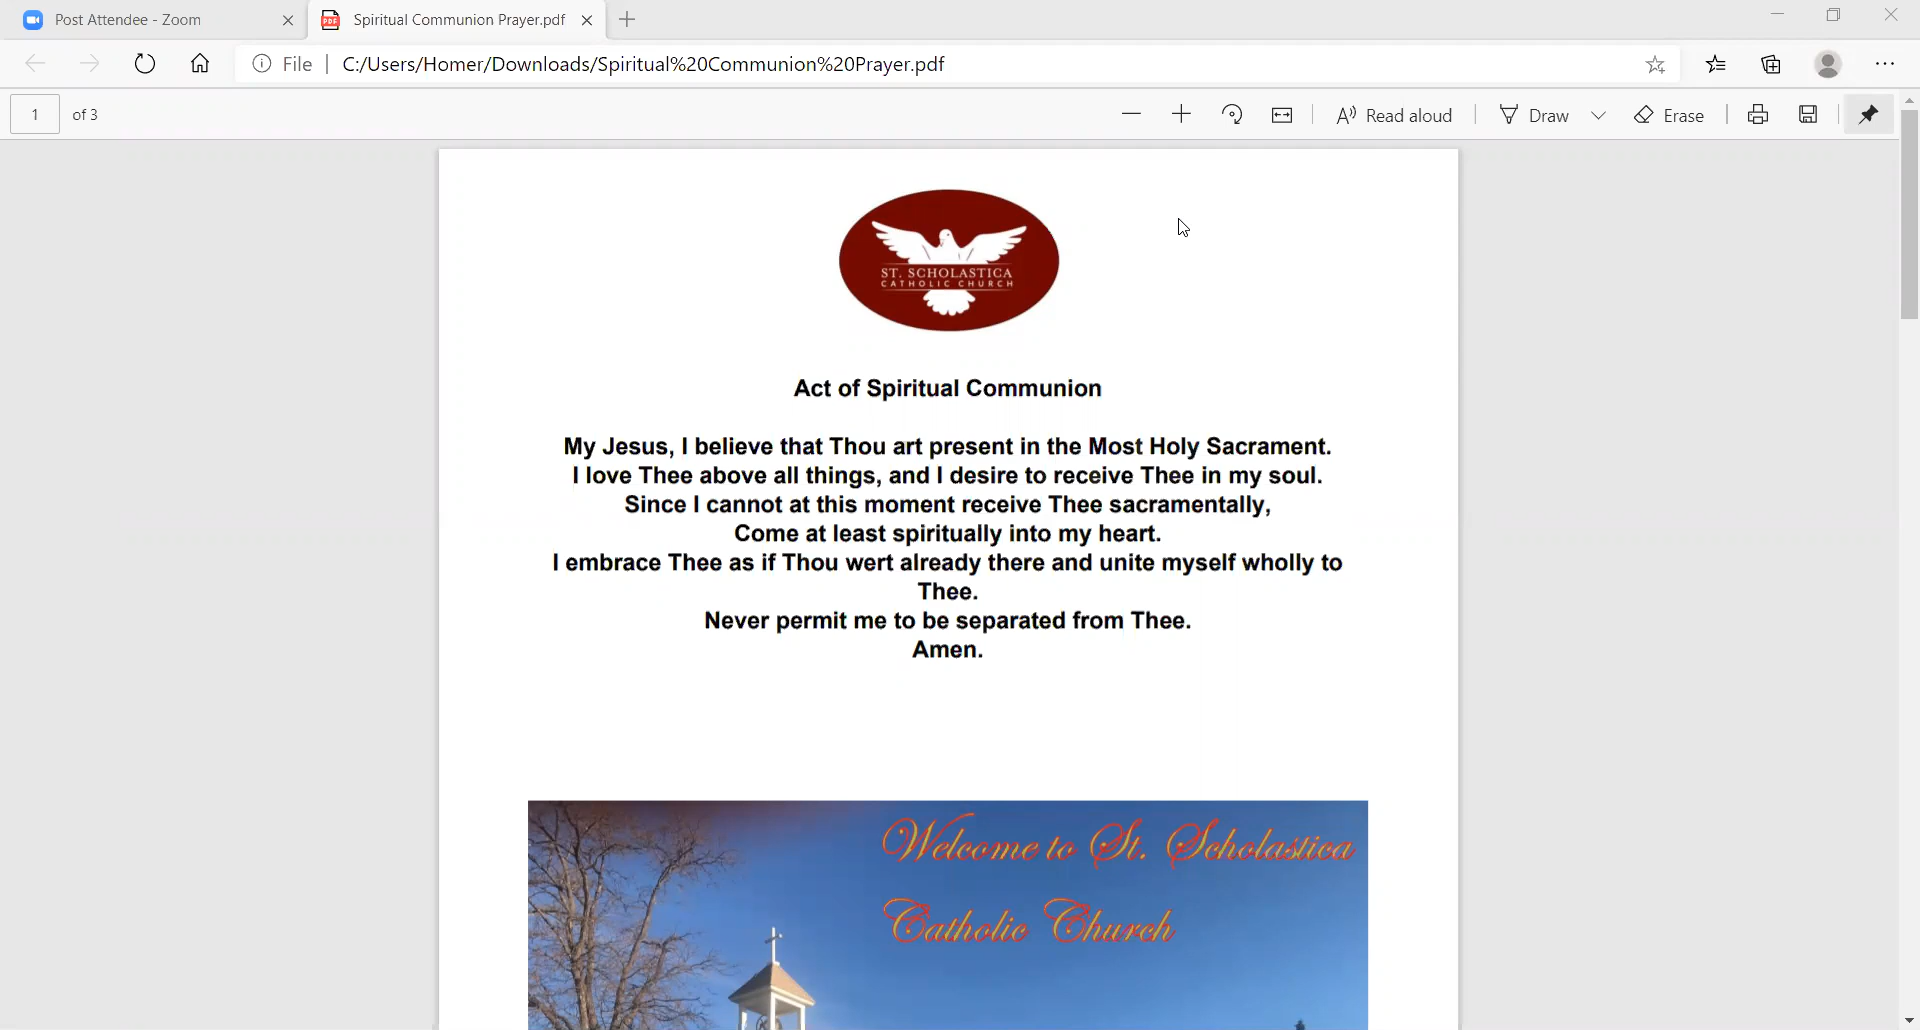 Post Attendee - Zoom
Spiritual Communion Prayer.pdf
File
C:/Users/Homer/Downloads/Spiritual%20Communion%20Prayer.pdf
1
of 3
Read aloud
Draw
Erase
ST. SCHOLASTICA
CATHOLIC CHURCH
Act of Spiritual Communion
My Jesus, I believe that Thou art present in the Most Holy Sacrament.
I love Thee above all things, and I desire to receive Thee in my soul.
Since I cannot at this moment receive Thee sacramentally,
Come at least spiritually into my heart.
I embrace Thee as if Thou wert already there and unite myself wholly to
Thee.
Never permit me to be separated from Thee.
Amen.
Welcome to St. Scholastica
Catholic Church